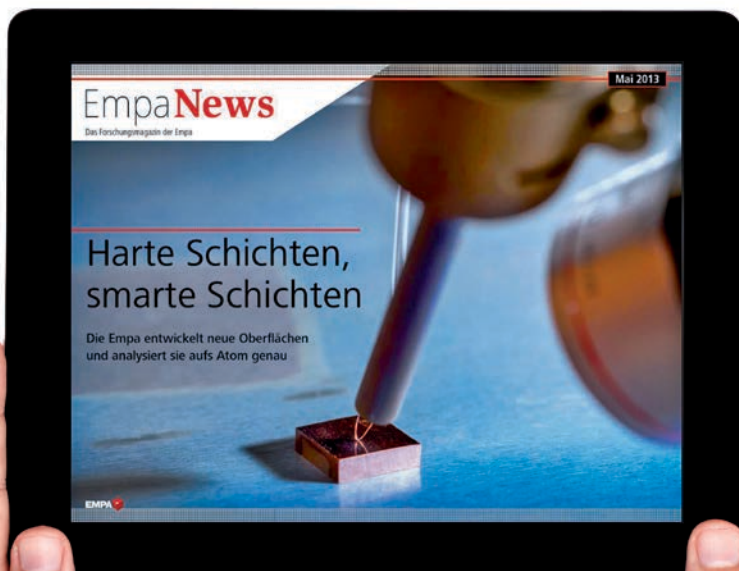 Mai 2013
EmpaNews
Das Forschungsmagazin der Empa
Harte Schichten,
smarte Schichten
Die Empa entwickelt neue Oberflächen
und analysiert sie aufs Atom genau
EMPA